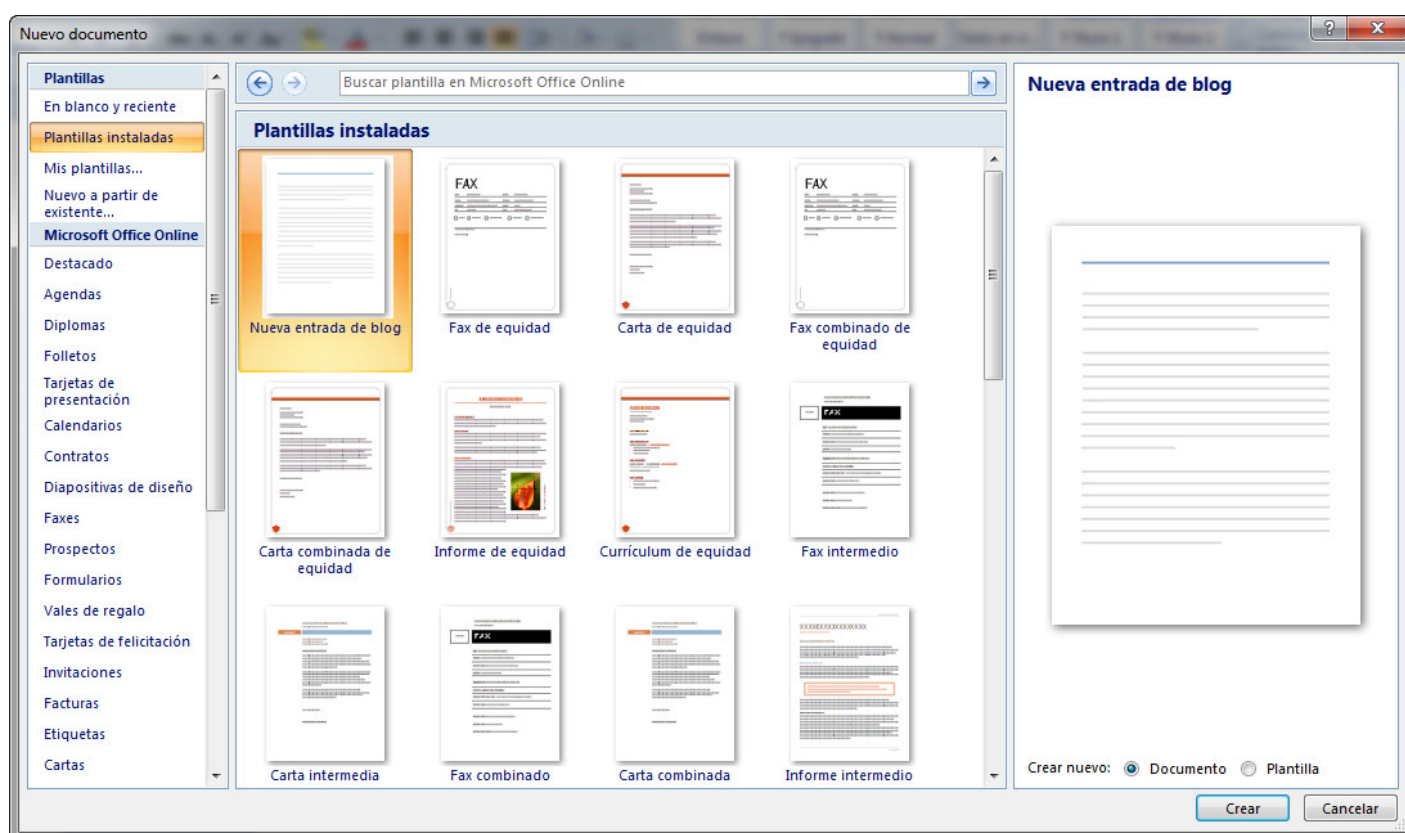 Nuevo documento
Plantillas
En blanco y reciente
Plantillas instaladas
Mis plantillas...
Nuevo a partir de
existente...
Microsoft Office Online
Destacado
Agendas
Diplomas
Folletos
Tarjetas de
presentación
Calendarios
Contratos
Diapositivas de diseño
Faxes
Prospectos
Formularios
Vales de regalo
Tarjetas de felicitación
Invitaciones
Facturas
Etiquetas
Cartas
Buscar plantilla en Microsoft Office Online
Plantillas instaladas
FAX
FAX
Nueva entrada de blog
Fax de equidad
Carta de equidad
Fax combinado de
equidad
FAX
Carta combinada de
equidad
Informe de equidad
Currículum de equidad
Fax intermedio
FAX
Carta intermedia
Fax combinado
Carta combinada
Informe intermedio
Nueva entrada de blog
Crear nuevo: Documento Plantilla
Crear Cancelar